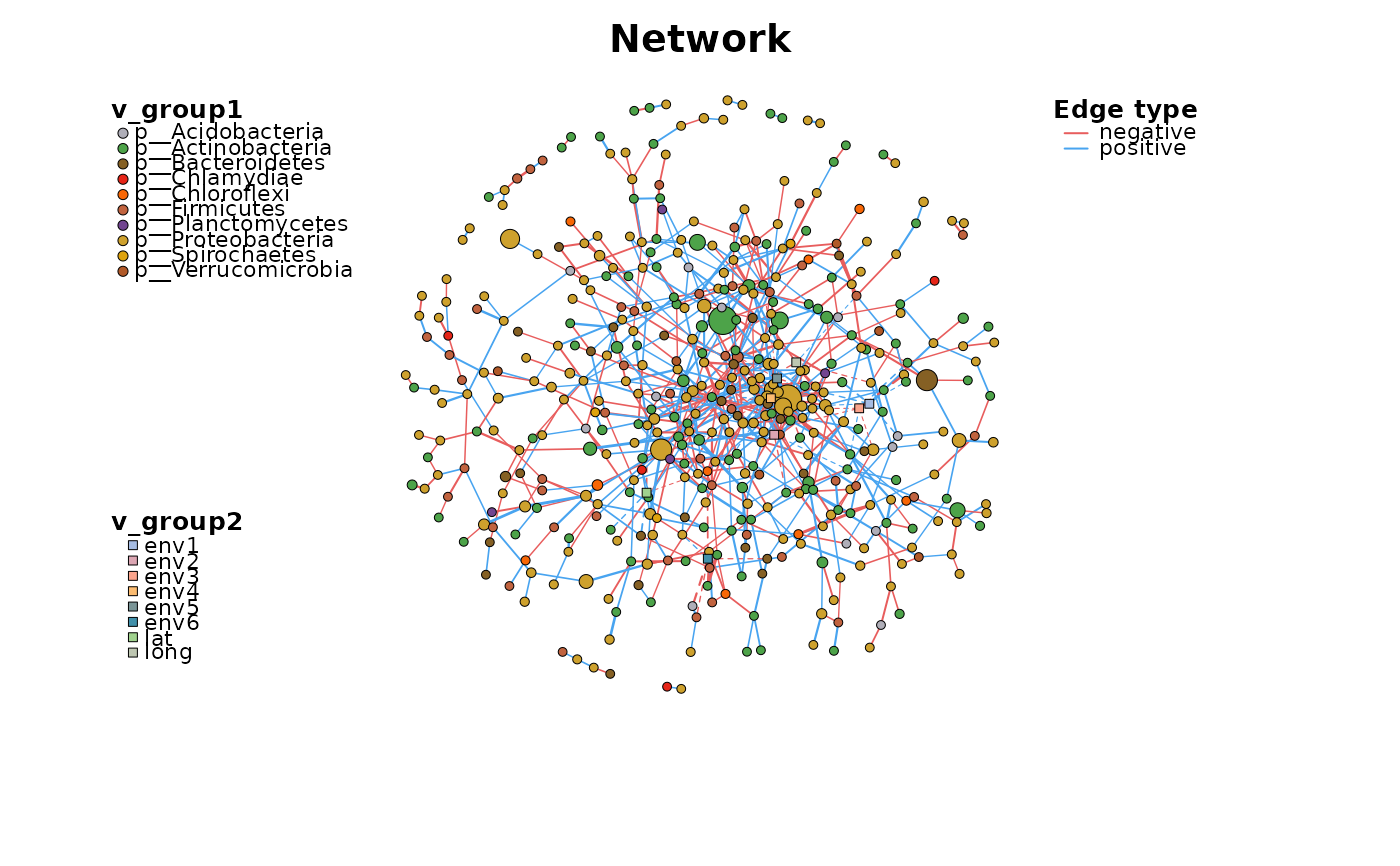 Network
v_group1
p__Acidobacteria
p__Actinobacteria
p__Bacteroidetes
p__Chlamydiae
p__Chloroflexi
p__Firmicutes
p__Planctomycetes
p__Proteobacteria
p__Spirochaetes
p__Verrucomicrobia
v_group2
env1
env2
env3
env4
env5
env6
lat
long
Edge type
negative
positive